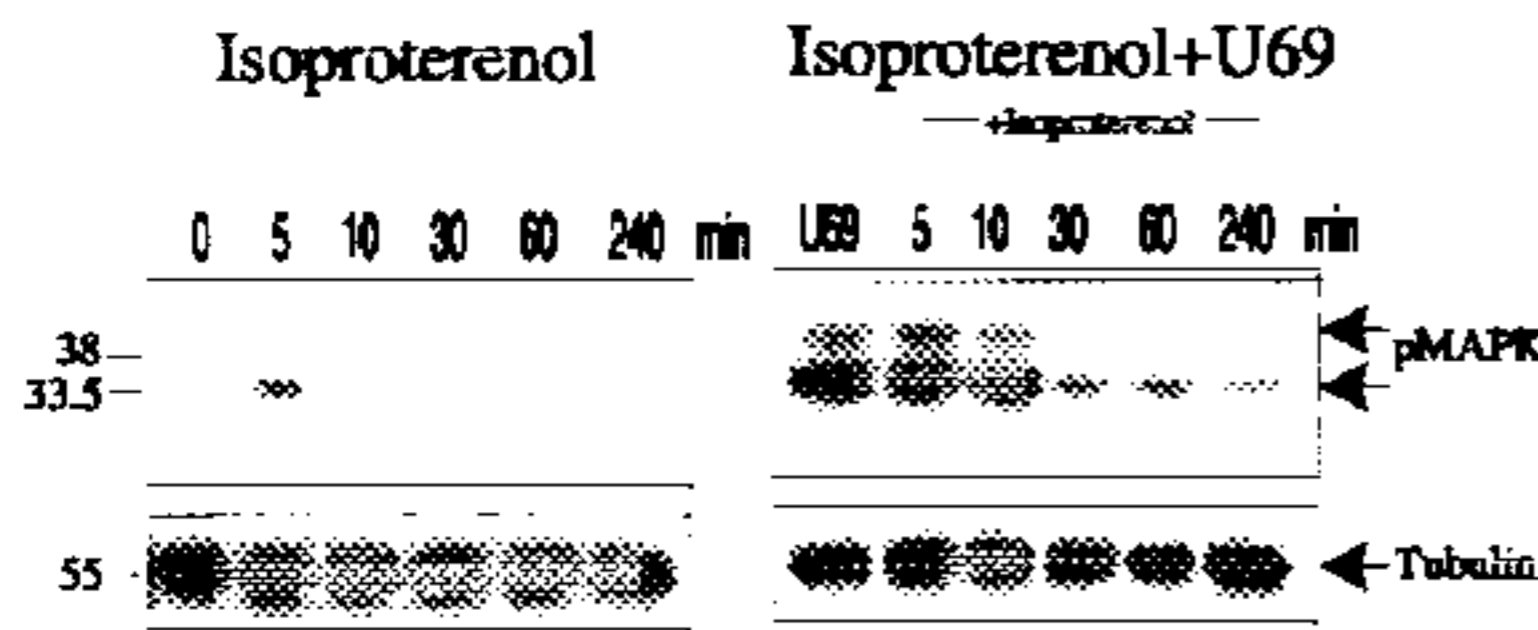 Isoproterenol
Isoproterenol+U69
+Isoproterenol
0 5 10 30 60 240 min
U69 5 10 30 60 240 min
38
33.5
pMAPK
55
Tubulin